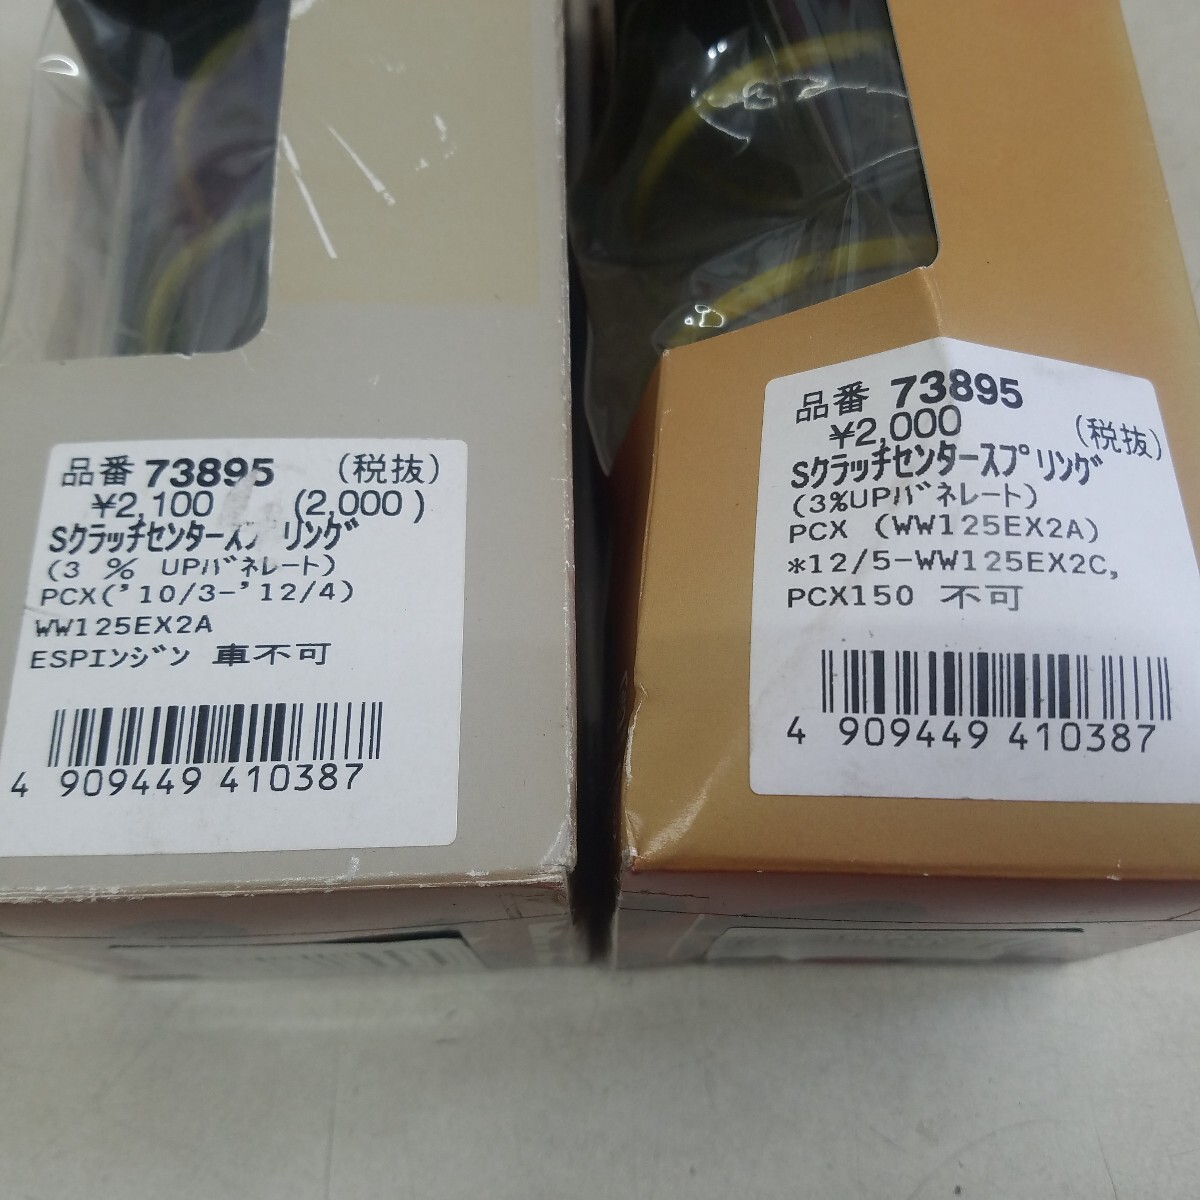 品番 73895 (税抜)
¥2,100 (2,000)
Sクラッチセンタースプリング
(3 % UPバネレート)
PCX('10/3-'12/4)
WW125EX2A
ESPエンジン 車不可
4 909449 410387
品番 73895
¥2,000 (税抜)
Sクラッチセンタースプリング
(3%UPバネレート)
PCX (WW125EX2A)
*12/5-WW125EX2C,
PCX150 不可
4 909449 410387